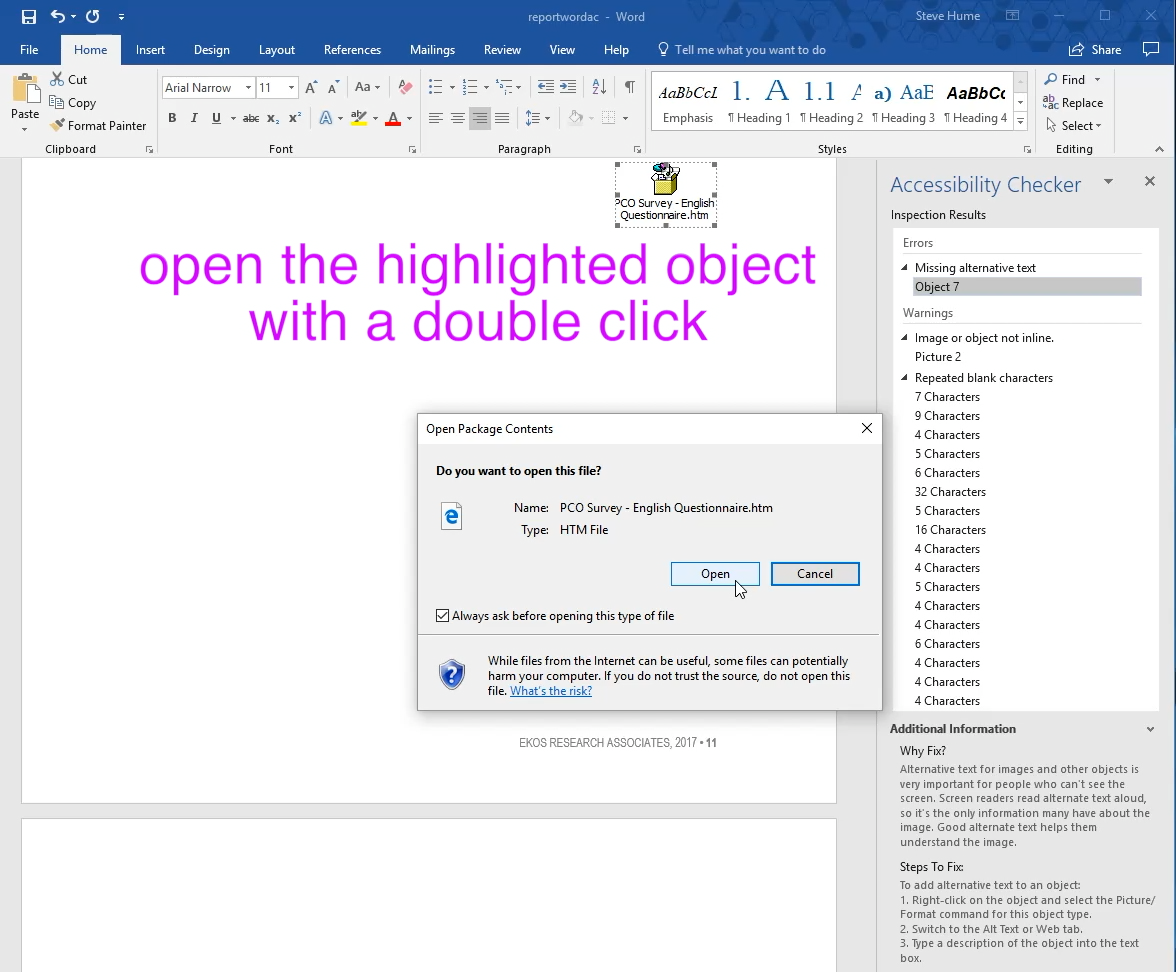 reportwordac - Word
Steve Hume
File Home Insert Design Layout References Mailings Review View Help Tell me what you want to do Share
Paste
Cut
Copy
Format Painter
Clipboard
Arial Narrow 11 Aa
B I U abc x₂ x² A ab A
Font
Paragraph
AaBbCcI 1. A 1.1 A a) AaB AaBbCc
Emphasis ¶ Heading 1 ¶ Heading 2 ¶ Heading 3 ¶ Heading 4
Styles
Find
Replace
Select
Editing
PCO Survey - English
Questionnaire.htm
open the highlighted object
with a double click
Open Package Contents
Do you want to open this file?
Name: PCO Survey - English Questionnaire.htm
Type: HTM File
Open Cancel
Always ask before opening this type of file
While files from the Internet can be useful, some files can potentially
harm your computer. If you do not trust the source, do not open this
file. What's the risk?
EKOS RESEARCH ASSOCIATES, 2017 • 11
Accessibility Checker
Inspection Results
Errors
Missing alternative text
Object 7
Warnings
Image or object not inline.
Picture 2
Repeated blank characters
7 Characters
9 Characters
4 Characters
5 Characters
6 Characters
32 Characters
5 Characters
16 Characters
4 Characters
4 Characters
5 Characters
4 Characters
4 Characters
6 Characters
4 Characters
4 Characters
4 Characters
Additional Information
Why Fix?
Alternative text for images and other objects is
very important for people who can't see the
screen. Screen readers read alternate text aloud,
so it's the only information many have about the
image. Good alternate text helps them
understand the image.
Steps To Fix:
To add alternative text to an object:
1. Right-click on the object and select the Picture/
Format command for this object type.
2. Switch to the Alt Text or Web tab.
3. Type a description of the object into the text
box.